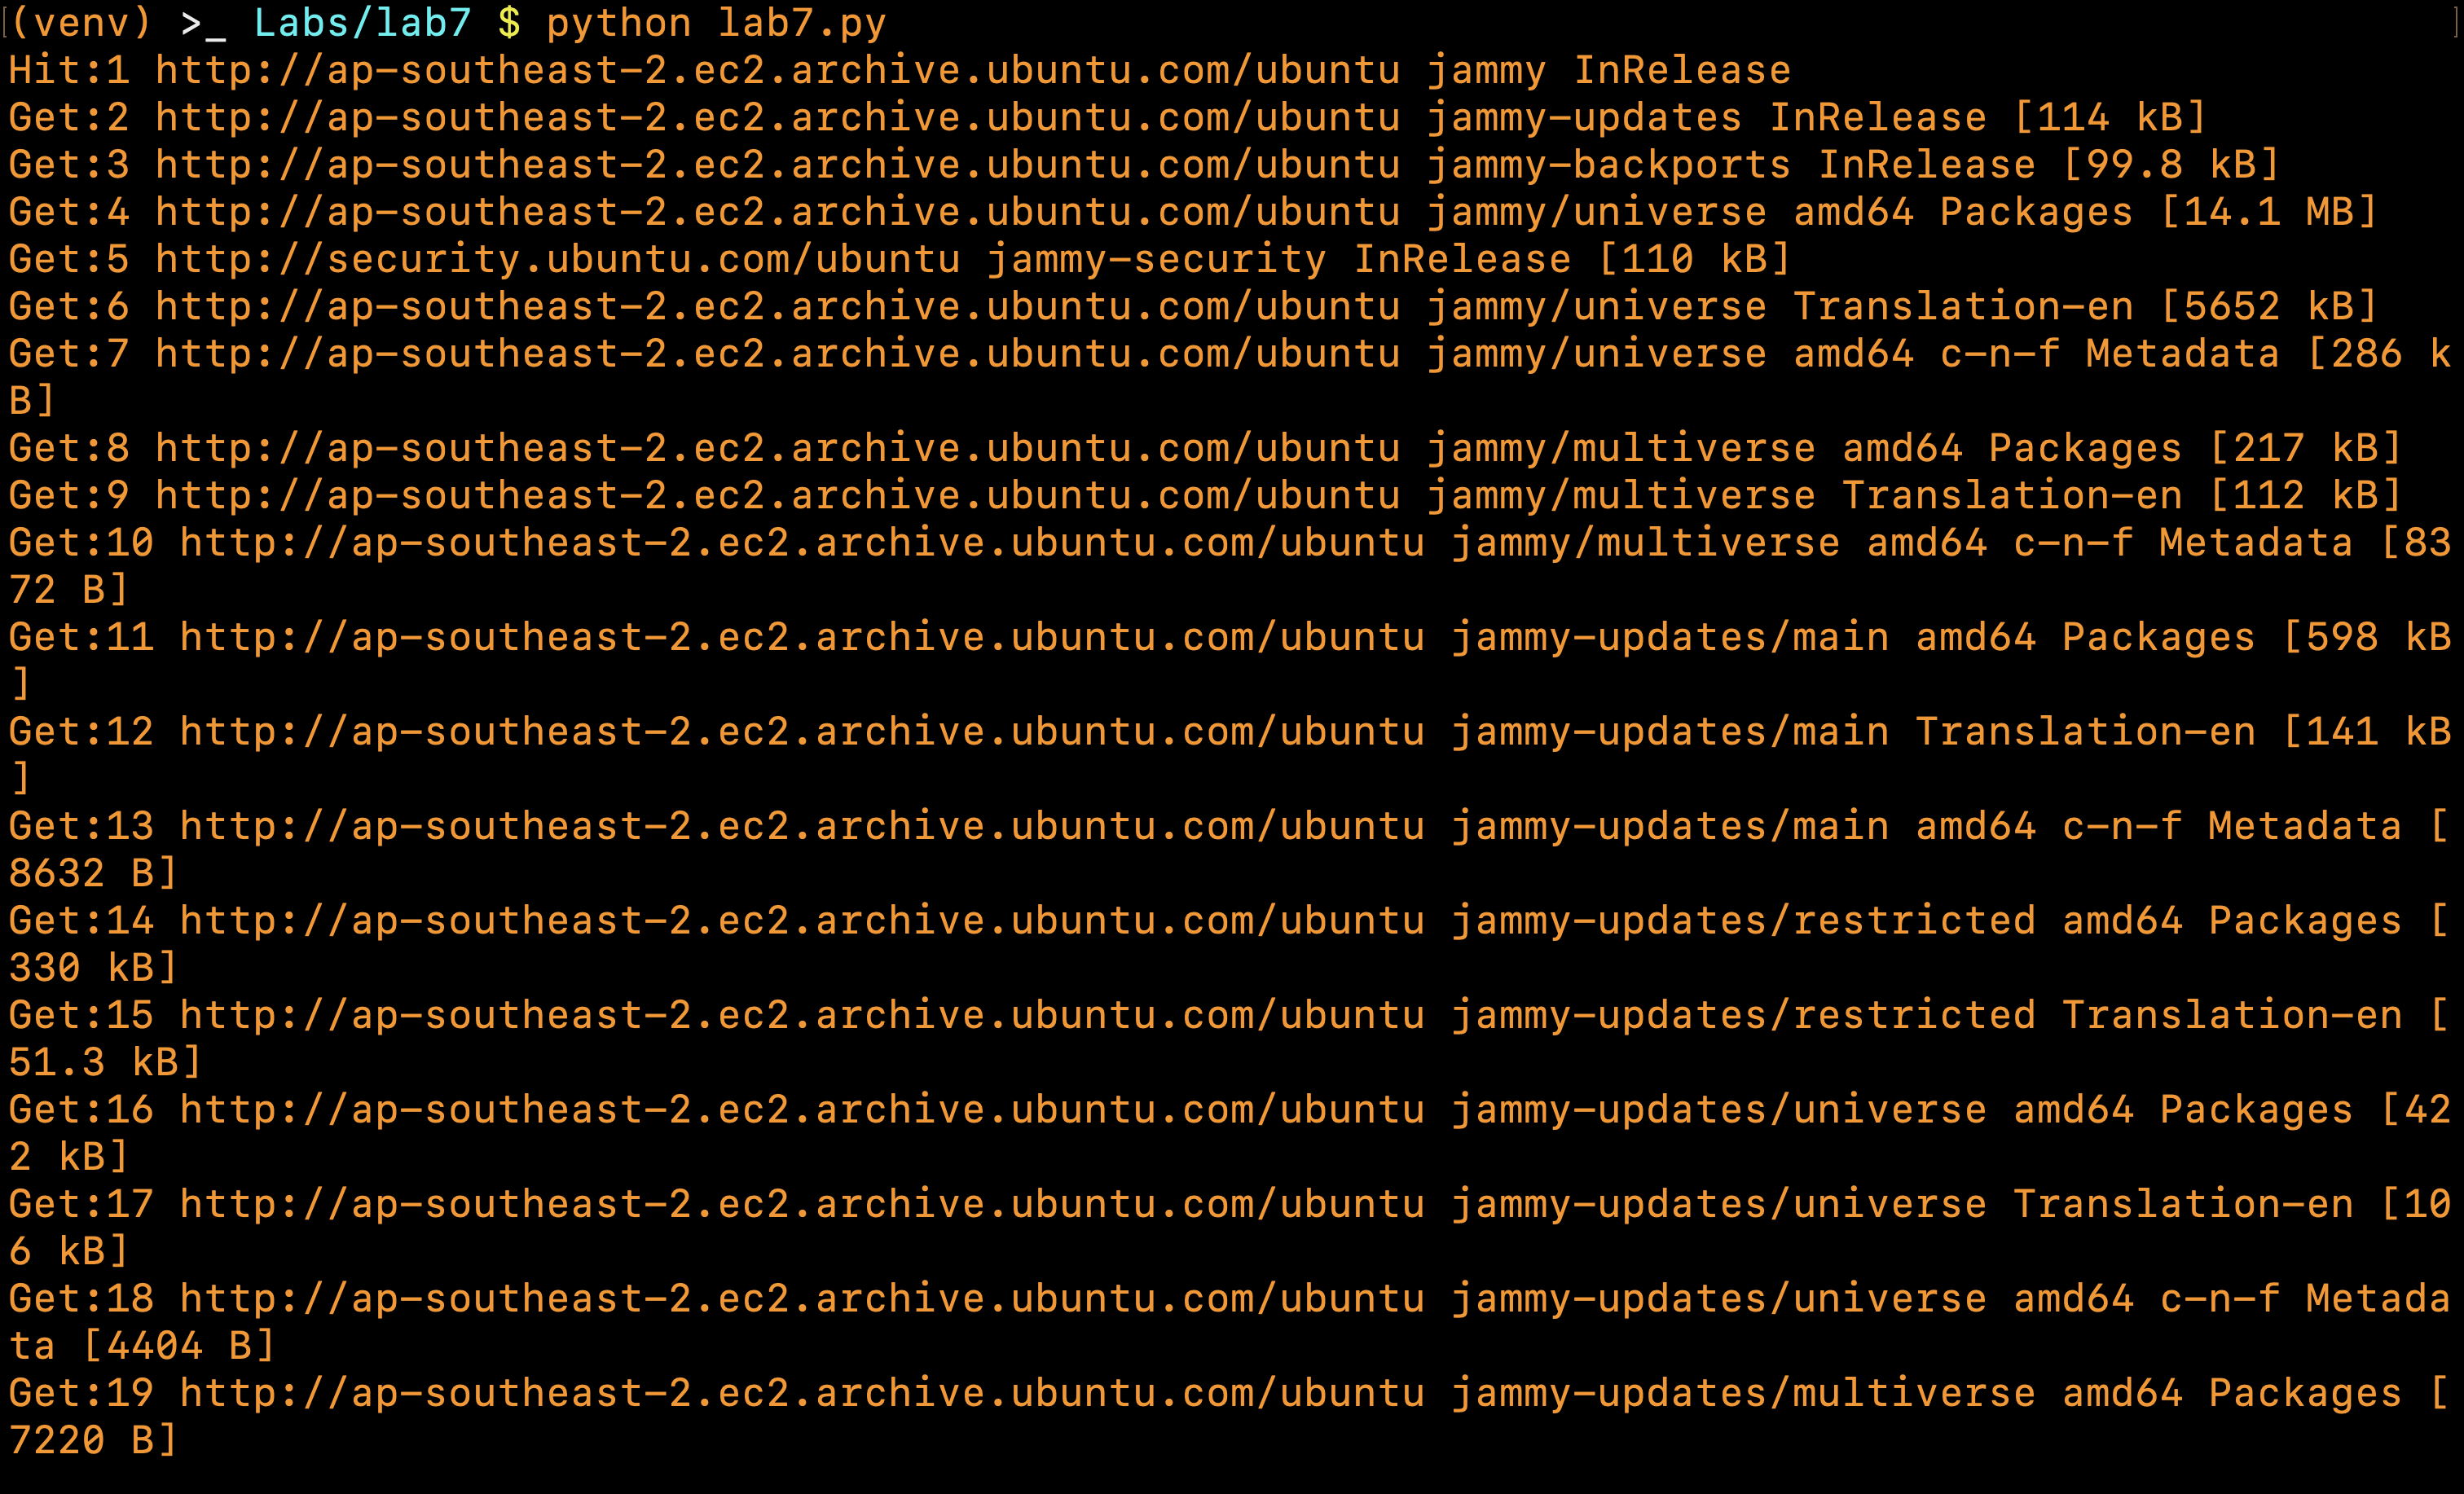 (venv) >_ Labs/lab7 $ python lab7.py
Hit:1 http://ap-southeast-2.ec2.archive.ubuntu.com/ubuntu jammy InRelease
Get:2 http://ap-southeast-2.ec2.archive.ubuntu.com/ubuntu jammy-updates InRelease [114 kB]
Get:3 http://ap-southeast-2.ec2.archive.ubuntu.com/ubuntu jammy-backports InRelease [99.8 kB]
Get:4 http://ap-southeast-2.ec2.archive.ubuntu.com/ubuntu jammy/universe amd64 Packages [14.1 MB]
Get:5 http://security.ubuntu.com/ubuntu jammy-security InRelease [110 kB]
Get:6 http://ap-southeast-2.ec2.archive.ubuntu.com/ubuntu jammy/universe Translation-en [5652 kB]
Get:7 http://ap-southeast-2.ec2.archive.ubuntu.com/ubuntu jammy/universe amd64 c-n-f Metadata [286 k
B]
Get:8 http://ap-southeast-2.ec2.archive.ubuntu.com/ubuntu jammy/multiverse amd64 Packages [217 kB]
Get:9 http://ap-southeast-2.ec2.archive.ubuntu.com/ubuntu jammy/multiverse Translation-en [112 kB]
Get:10 http://ap-southeast-2.ec2.archive.ubuntu.com/ubuntu jammy/multiverse amd64 c-n-f Metadata [83
72 B]
Get:11 http://ap-southeast-2.ec2.archive.ubuntu.com/ubuntu jammy-updates/main amd64 Packages [598 kB
]
Get:12 http://ap-southeast-2.ec2.archive.ubuntu.com/ubuntu jammy-updates/main Translation-en [141 kB
]
Get:13 http://ap-southeast-2.ec2.archive.ubuntu.com/ubuntu jammy-updates/main amd64 c-n-f Metadata [
8632 B]
Get:14 http://ap-southeast-2.ec2.archive.ubuntu.com/ubuntu jammy-updates/restricted amd64 Packages [
330 kB]
Get:15 http://ap-southeast-2.ec2.archive.ubuntu.com/ubuntu jammy-updates/restricted Translation-en [
51.3 kB]
Get:16 http://ap-southeast-2.ec2.archive.ubuntu.com/ubuntu jammy-updates/universe amd64 Packages [42
2 kB]
Get:17 http://ap-southeast-2.ec2.archive.ubuntu.com/ubuntu jammy-updates/universe Translation-en [10
6 kB]
Get:18 http://ap-southeast-2.ec2.archive.ubuntu.com/ubuntu jammy-updates/universe amd64 c-n-f Metada
ta [4404 B]
Get:19 http://ap-southeast-2.ec2.archive.ubuntu.com/ubuntu jammy-updates/multiverse amd64 Packages [
7220 B]